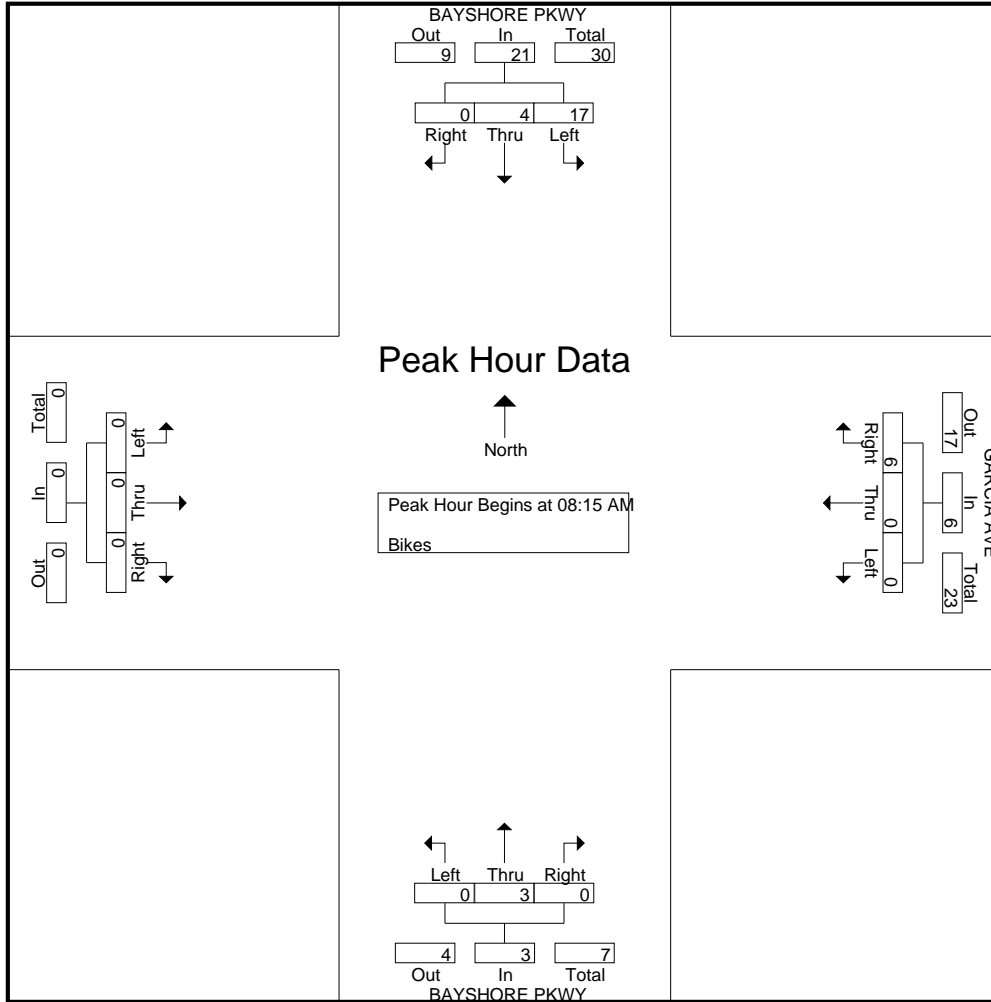 BAYSHORE PKWY
Out In Total
9 21 30
0 4 17
Right Thru Left
Peak Hour Data
North
Peak Hour Begins at 08:15 AM
Bikes
Total In Out
0 0 0
0 0 0
Left Thru Right
GARCIA AVE
Out In Total
17 6 23
6 0 0
Right Thru Left
Left Thru Right
0 3 0
4 3 7
Out In Total
BAYSHORE PKWY